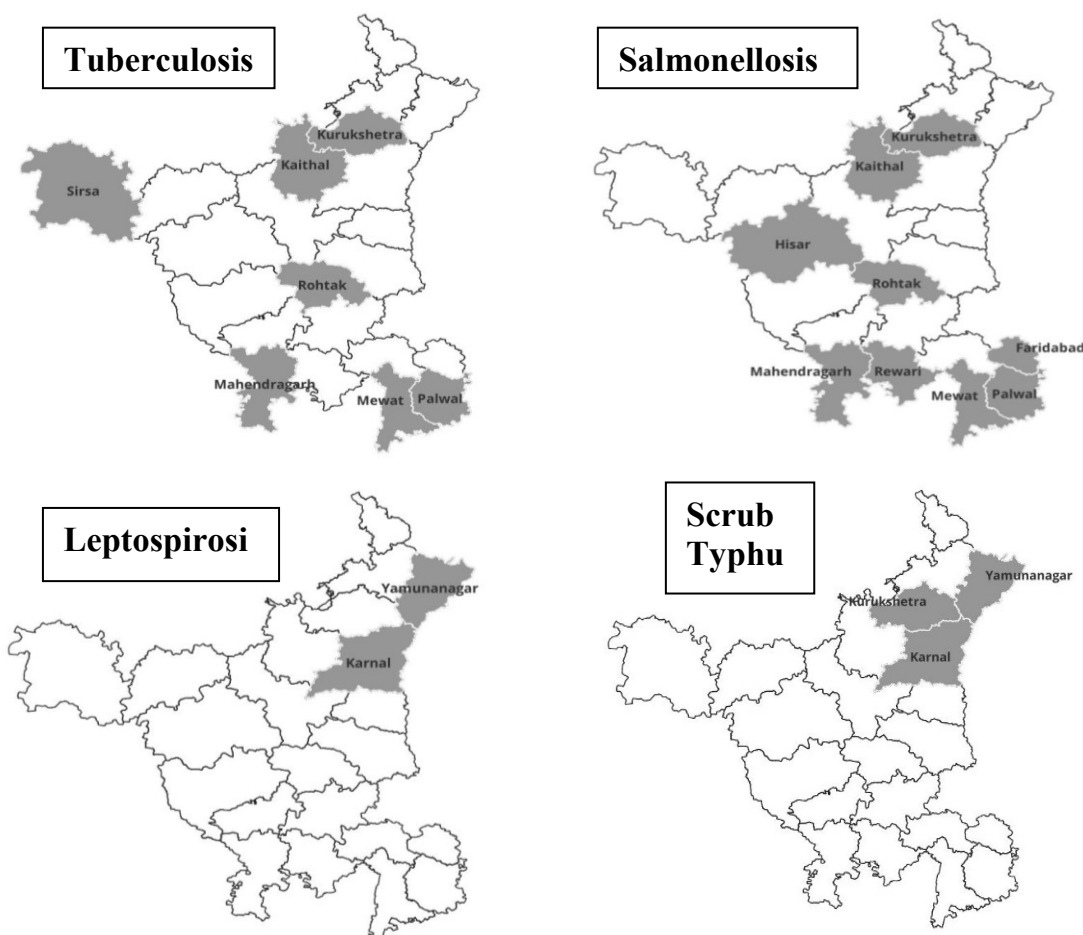 Tuberculosis
Kurukshetra
Kaithal
Sirsa
Rohtak
Mahendragarh
Mewat
Palwal
Salmonellosis
Kurukshetra
Kaithal
Hisar
Rohtak
Faridabad
Mahendragarh
Rewari
Mewat
Palwal
Leptospirosi
Yamunanagar
Karnal
Scrub
Typhu
Yamunanagar
Kurukshetra
Karnal